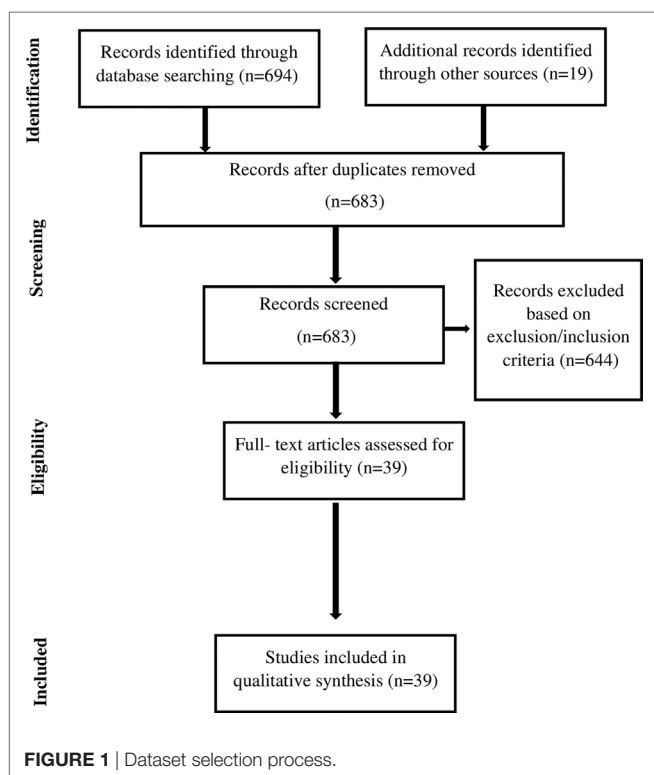 Identification
Records identified through
database searching (n=694)
Additional records identified
through other sources (n=19)
Records after duplicates removed
(n=683)
Screening
Records screened
(n=683)
Records excluded
based on
exclusion/inclusion
criteria (n=644)
Eligibility
Full- text articles assessed for
eligibility (n=39)
Included
Studies included in
qualitative synthesis (n=39)
FIGURE 1 | Dataset selection process.